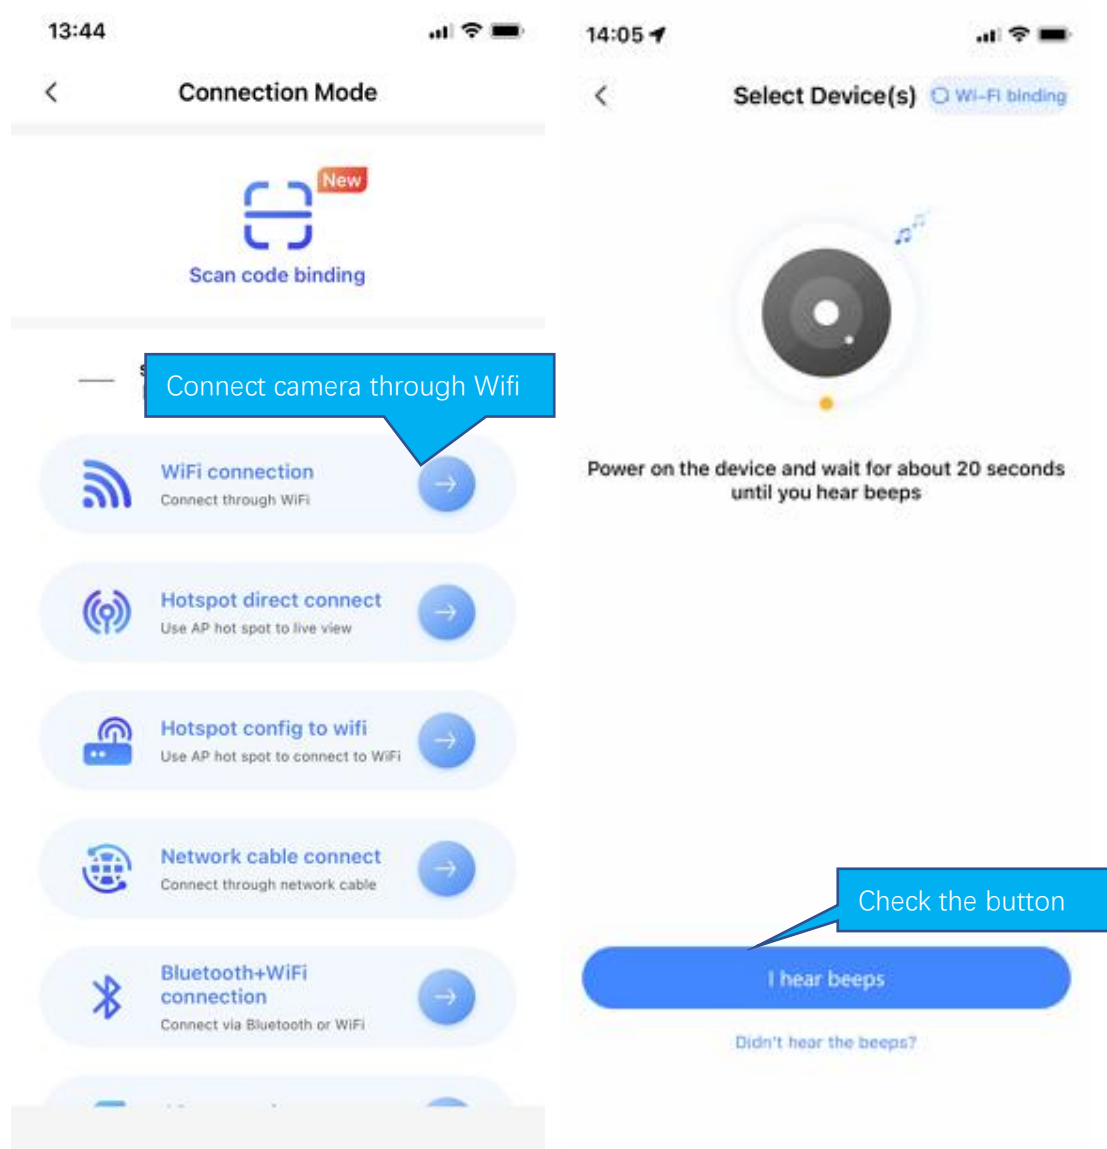 13:44
Connection Mode
New
Scan code binding
Connect camera through Wifi
WiFi connection
Connect through WiFi
Hotspot direct connect
Use AP hot spot to live view
Hotspot config to wifi
Use AP hot spot to connect to WiFi
Network cable connect
Connect through network cable
Bluetooth+WiFi
connection
Connect via Bluetooth or WiFi
14:05
Select Device(s)
Wi-Fi binding
Power on the device and wait for about 20 seconds
until you hear beeps
Check the button
I hear beeps
Didn't hear the beeps?